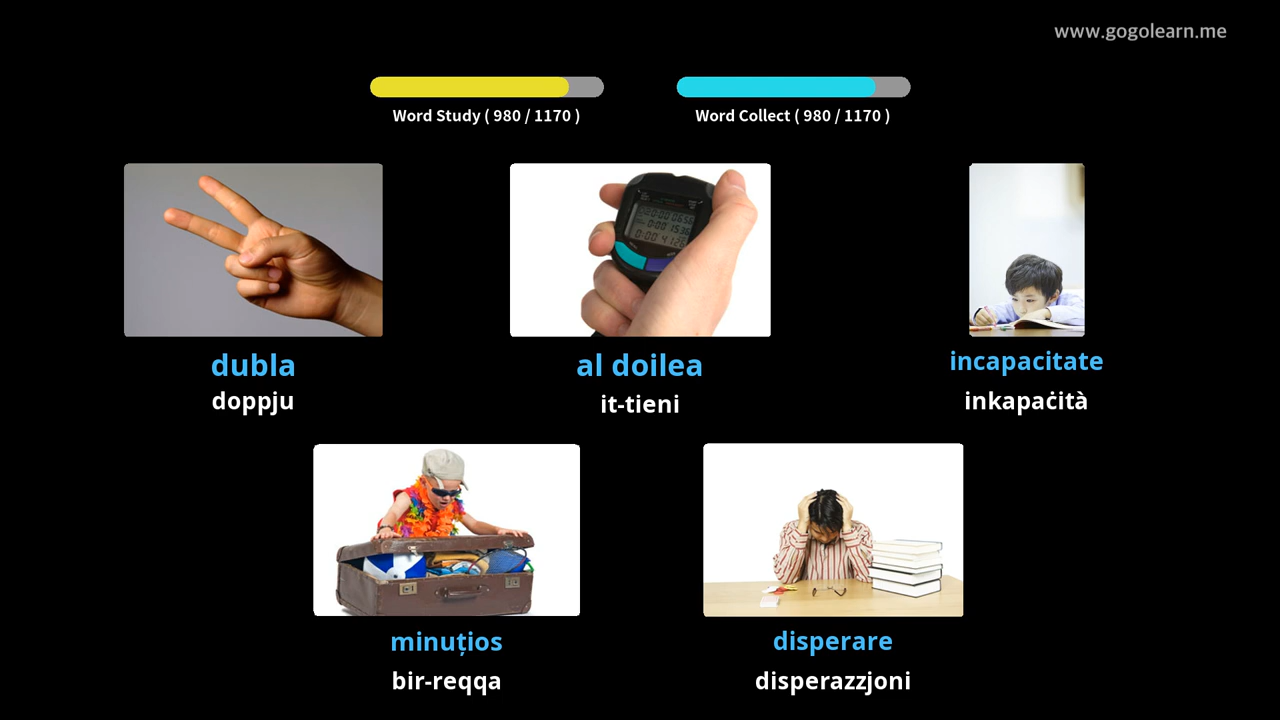 www.gogolearn.me
Word Study ( 980 / 1170 )
Word Collect ( 980 / 1170 )
dubla
doppju
al doilea
it-tieni
incapacitate
inkapaċità
minuțios
bir-reqqa
disperare
disperazzjoni